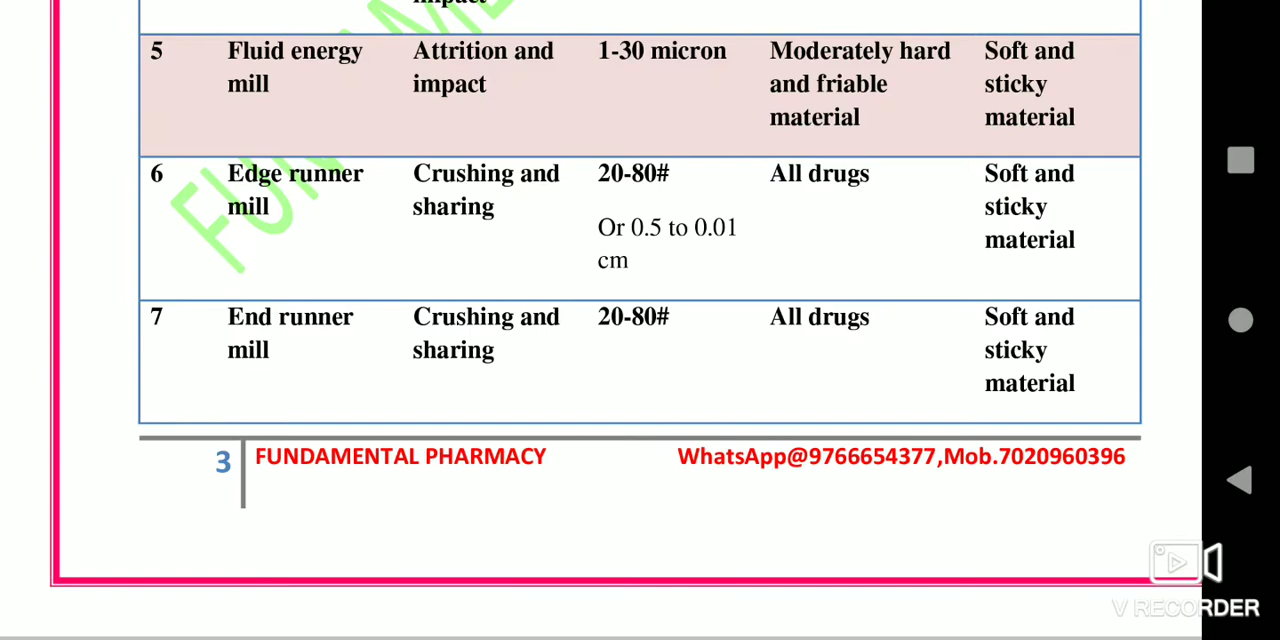 impact
5 Fluid energy Attrition and 1-30 micron Moderately hard Soft and
mill impact and friable sticky
material material
6 Edge runner Crushing and 20-80# All drugs Soft and
mill sharing sticky
Or 0.5 to 0.01 material
cm
7 End runner Crushing and 20-80# All drugs Soft and
mill sharing sticky
material
3 FUNDAMENTAL PHARMACY WhatsApp@9766654377,Mob.7020960396
V RECORDER